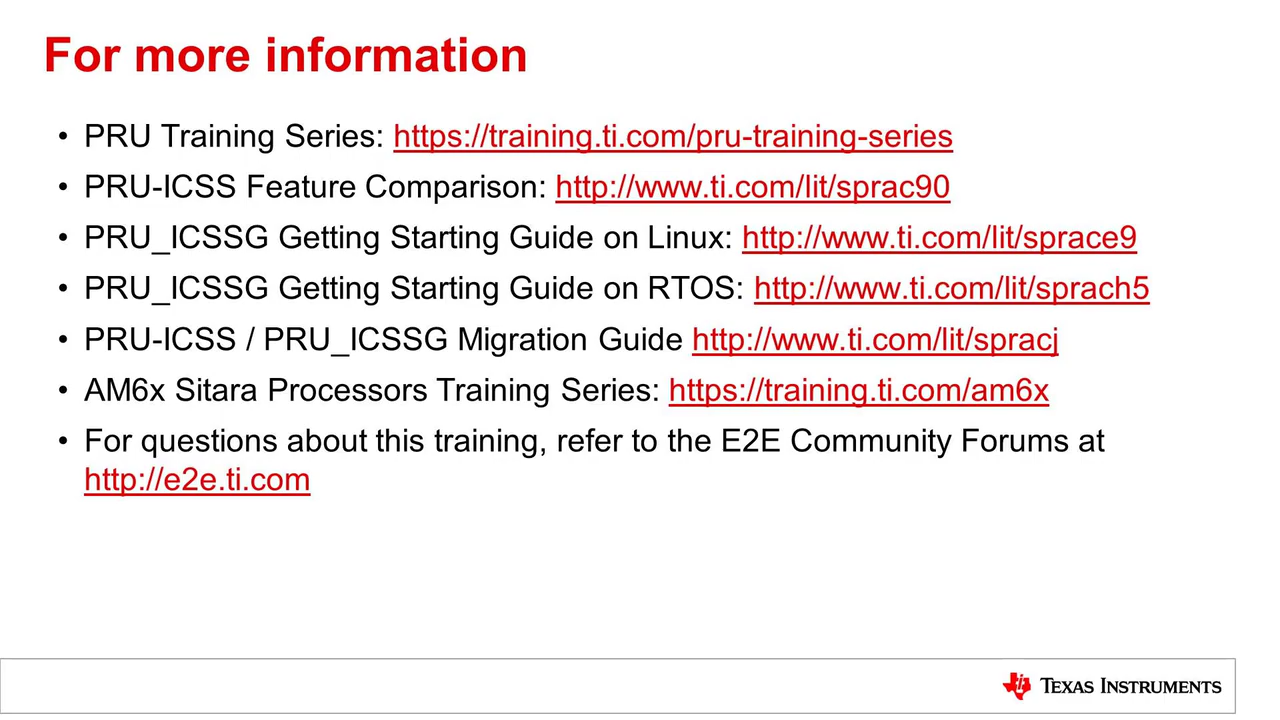 For more information
• PRU Training Series: https://training.ti.com/pru-training-series
• PRU-ICSS Feature Comparison: http://www.ti.com/lit/sprac90
• PRU_ICSSG Getting Starting Guide on Linux: http://www.ti.com/lit/sprace9
• PRU_ICSSG Getting Starting Guide on RTOS: http://www.ti.com/lit/sprach5
• PRU-ICSS / PRU_ICSSG Migration Guide http://www.ti.com/lit/spracj
• AM6x Sitara Processors Training Series: https://training.ti.com/am6x
• For questions about this training, refer to the E2E Community Forums at
http://e2e.ti.com
TEXAS INSTRUMENTS